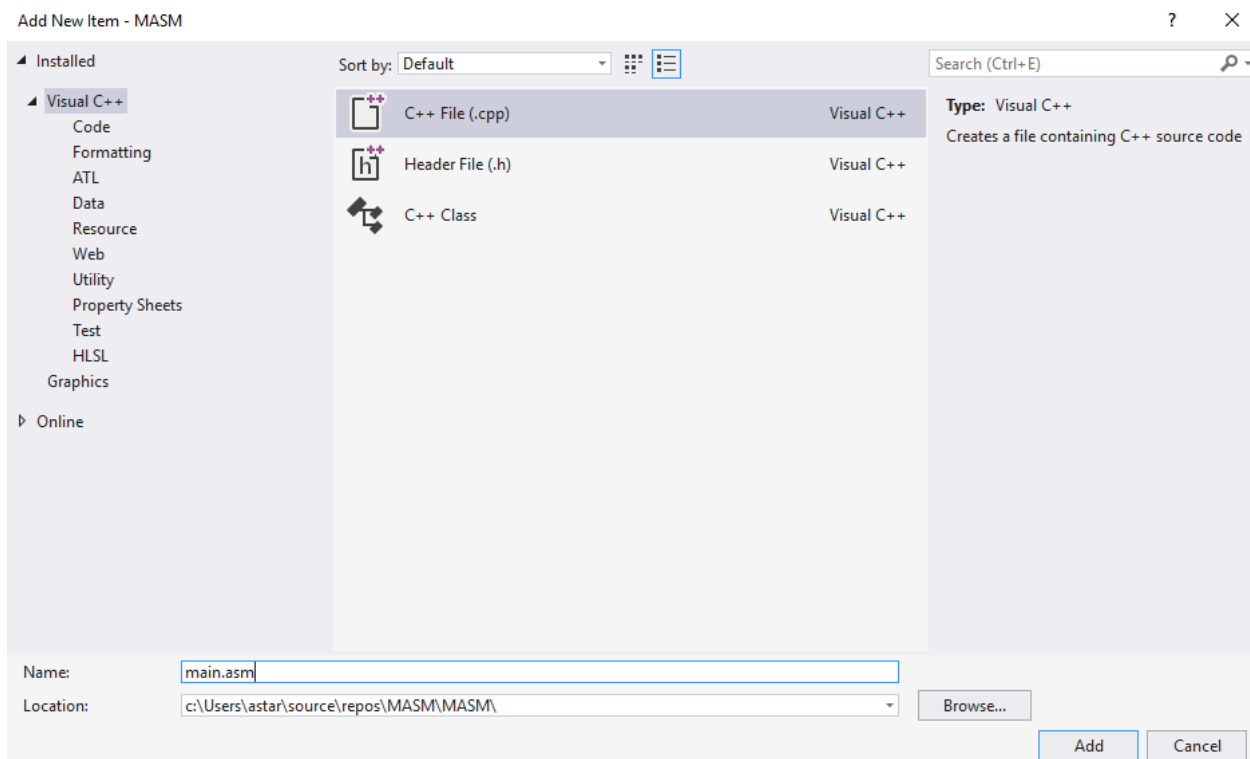 Add New Item - MASM
?
Installed
Visual C++
Code
Formatting
ATL
Data
Resource
Web
Utility
Property Sheets
Test
HLSL
Graphics
Online
Sort by: Default
C++ File (.cpp) Visual C++
Header File (.h) Visual C++
C++ Class Visual C++
Search (Ctrl+E)
Type: Visual C++
Creates a file containing C++ source code
Name: main.asm
Location: c:\Users\astar\source\repos\MASM\MASM\
Browse...
Add Cancel